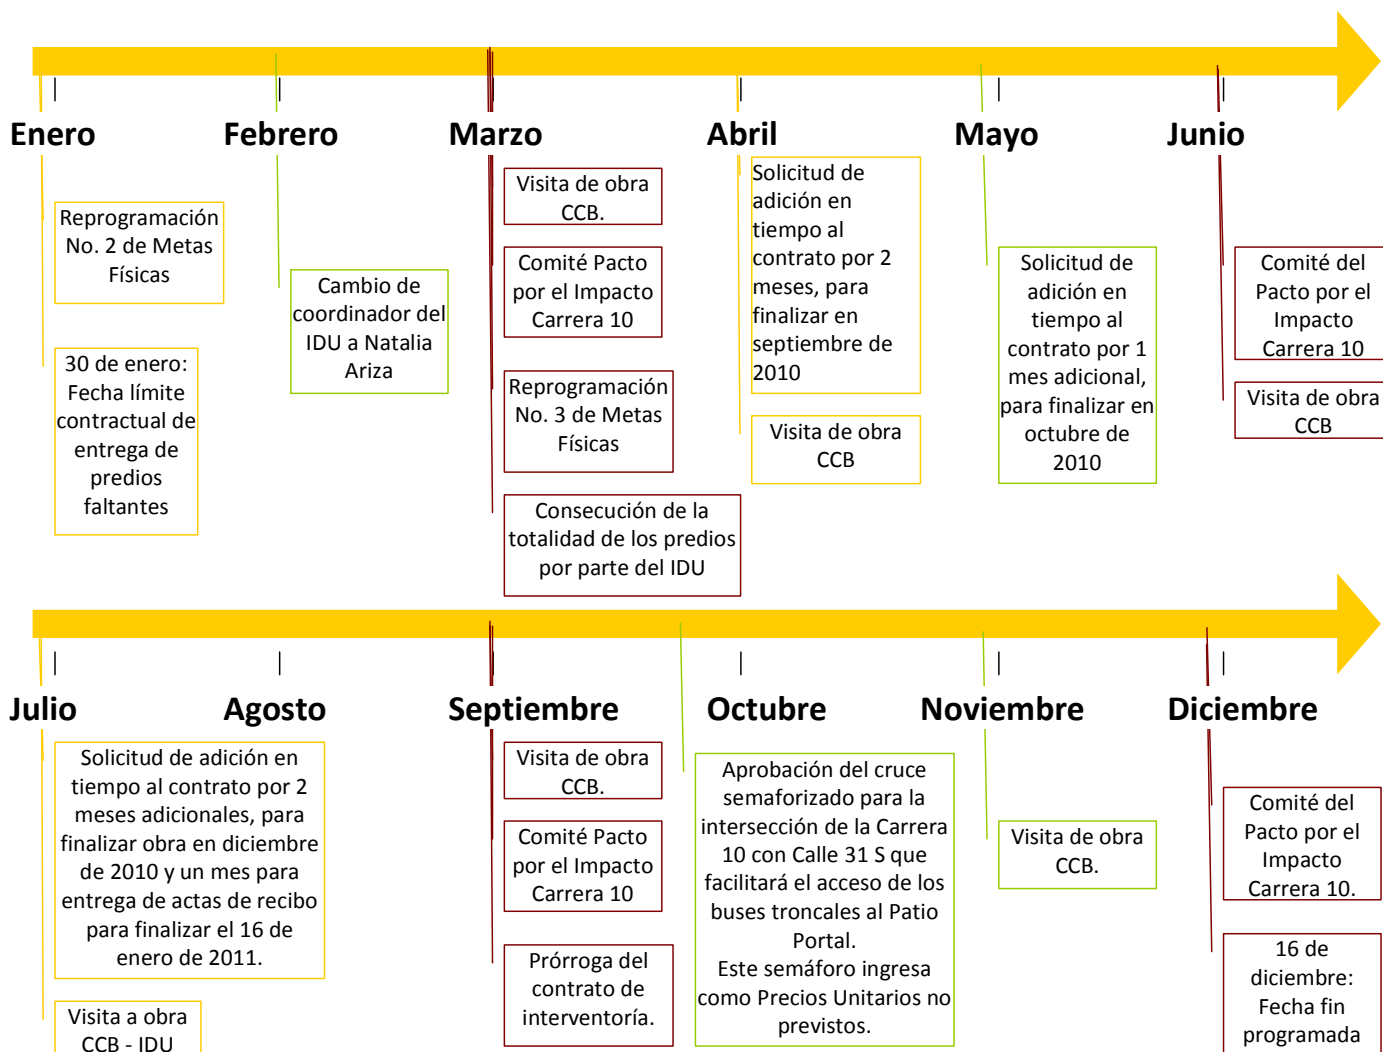 Enero
Febrero
Marzo
Abril
Mayo
Junio
Reprogramación
No. 2 de Metas
Físicas
30 de enero:
Fecha límite
contractual de
entrega de
predios
faltantes
Cambio de
coordinador del
IDU a Natalia
Ariza
Visita de obra
CCB.
Comité Pacto
por el Impacto
Carrera 10
Reprogramación
No. 3 de Metas
Físicas
Consecución de la
totalidad de los predios
por parte del IDU
Solicitud de
adición en
tiempo al
contrato por 2
meses, para
finalizar en
septiembre de
2010
Visita de obra
CCB
Solicitud de
adición en
tiempo al
contrato por 1
mes adicional,
para finalizar en
octubre de
2010
Comité del
Pacto por el
Impacto
Carrera 10
Visita de obra
CCB
Julio
Agosto
Septiembre
Octubre
Noviembre
Diciembre
Solicitud de adición en
tiempo al contrato por 2
meses adicionales, para
finalizar obra en diciembre
de 2010 y un mes para
entrega de actas de recibo
para finalizar el 16 de
enero de 2011.
Visita a obra
CCB - IDU
Visita de obra
CCB.
Comité Pacto
por el Impacto
Carrera 10
Prórroga del
contrato de
interventoría.
Aprobación del cruce
semaforizado para la
intersección de la Carrera
10 con Calle 31 S que
facilitará el acceso de los
buses troncales al Patio
Portal.
Este semáforo ingresa
como Precios Unitarios no
previstos.
Visita de obra
CCB.
Comité del
Pacto por el
Impacto
Carrera 10.
16 de
diciembre:
Fecha fin
programada